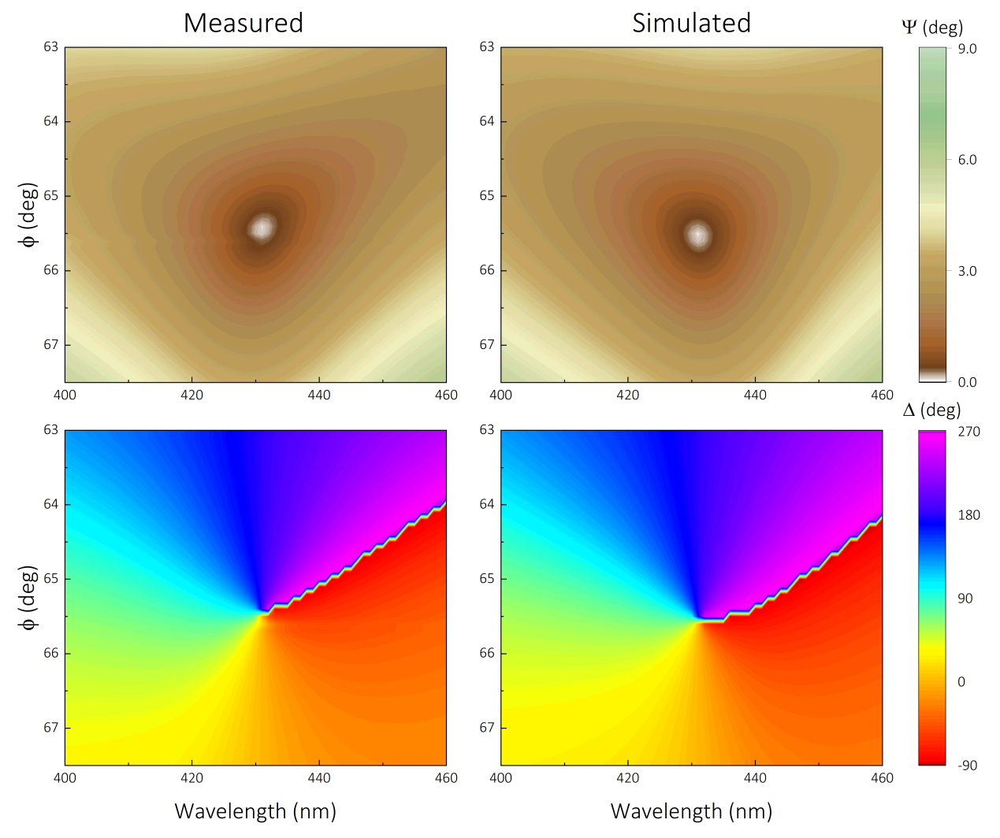 Measured Simulated Ψ (deg)
63 63 9.0
64 64
6.0
65 65
ϕ (deg)
66 66 3.0
67 67
0.0
400 420 440 460 400 420 440 460
Δ (deg)
63 63 270
64 64 180
65 65
90
ϕ (deg)
66 66
0
67 67
-90
400 420 440 460 400 420 440 460
Wavelength (nm) Wavelength (nm)